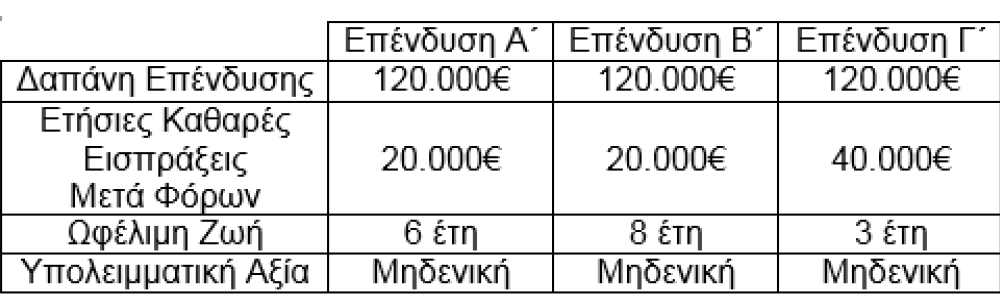 Επένδυση Α´ Επένδυση Β´ Επένδυση Γ´
Δαπάνη Επένδυσης 120.000€ 120.000€ 120.000€
Ετήσιες Καθαρές
Εισπράξεις 20.000€ 20.000€ 40.000€
Μετά Φόρων
Ωφέλιμη Ζωή 6 έτη 8 έτη 3 έτη
Υπολειμματική Αξία Μηδενική Μηδενική Μηδενική